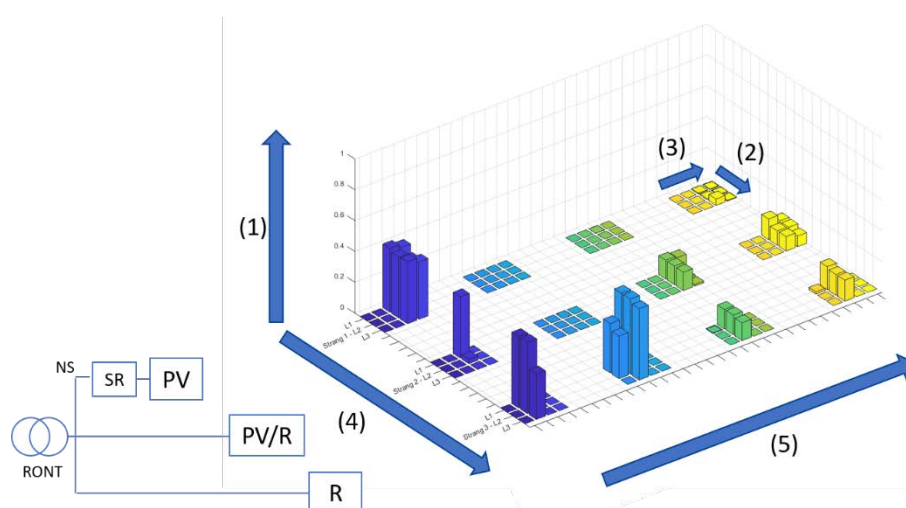 1
0.8
0.6
0.4
0.2
0
(1)
(2)
(3)
(4)
(5)
L1
Strang 1 - L2
L3
L1
Strang 2 - L2
L3
L1
Strang 3 - L2
L3
NS
SR
PV
PV/R
RONT
R